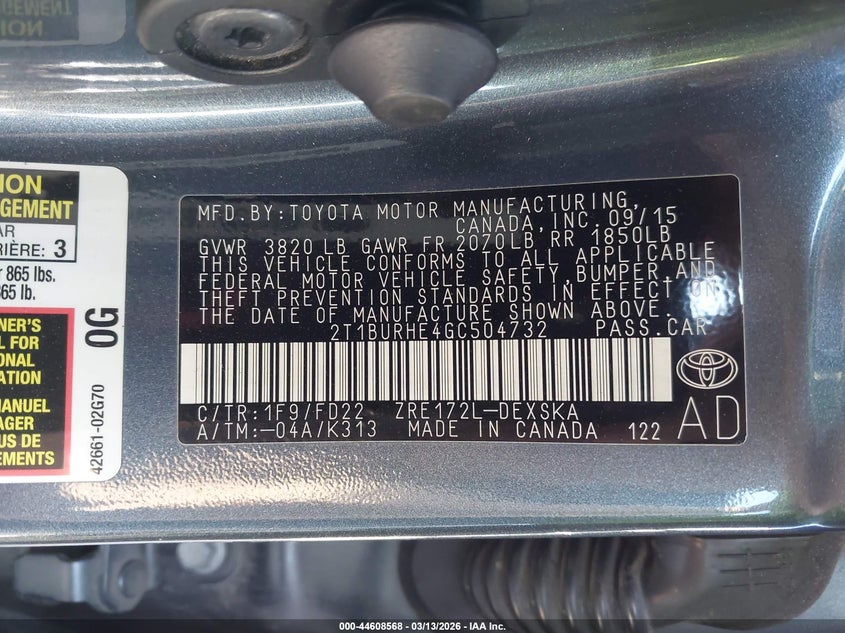 AGEMENT
TION
ION
GEMENT
AR
RIÈRE: 3
865 lbs.
865 lb.
NER'S
L FOR
ONAL
ATION
MANUEL
AGER
US DE
EMENTS
0G
42661-02G70
MFD.BY:TOYOTA MOTOR MANUFACTURING,
CANADA,INC. 09/15
GVWR 3820 LB GAWR FR 2070LB, RR 1850LB
THIS VEHICLE CONFORMS TO ALL APPLICABLE
FEDERAL MOTOR VEHICLE SAFETY,BUMPER AND
THEFT PREVENTION STANDARDS IN EFFECT ON
THE DATE OF MANUFACTURE SHOWN ABOVE.
2T1BURHE4GC504732 PASS.CAR
C/TR:1F9/FD22 ZRE172L-DEXSKA
A/TM:-04A/K313 MADE IN CANADA 122
AD
000-44608568 - 03/13/2026 - IAA Inc.